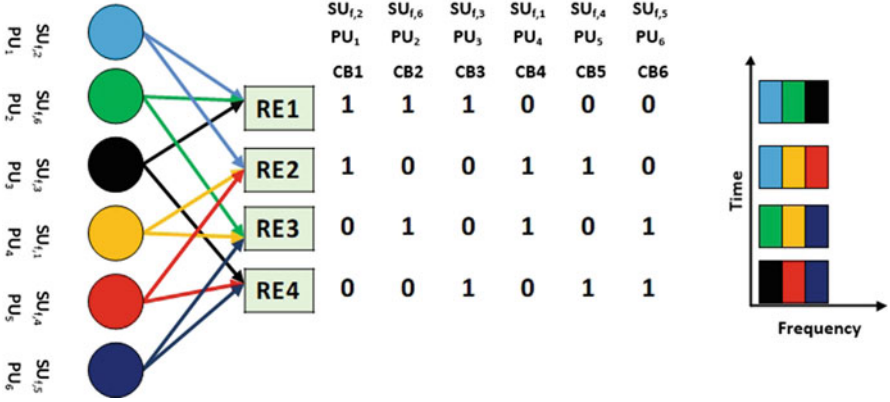 SUf,2 SUf,6 SUf,3 SUf,1 SUf,4 SUf,5
PU1 PU2 PU3 PU4 PU5 PU6
CB1 CB2 CB3 CB4 CB5 CB6
RE1 1 1 1 0 0 0
RE2 1 0 0 1 1 0
RE3 0 1 0 1 0 1
RE4 0 0 1 0 1 1
SUf,2
PU1
SUf,6
PU2
SUf,3
PU3
SUf,1
PU4
SUf,4
PU5
SUf,5
PU6
Time
Frequency